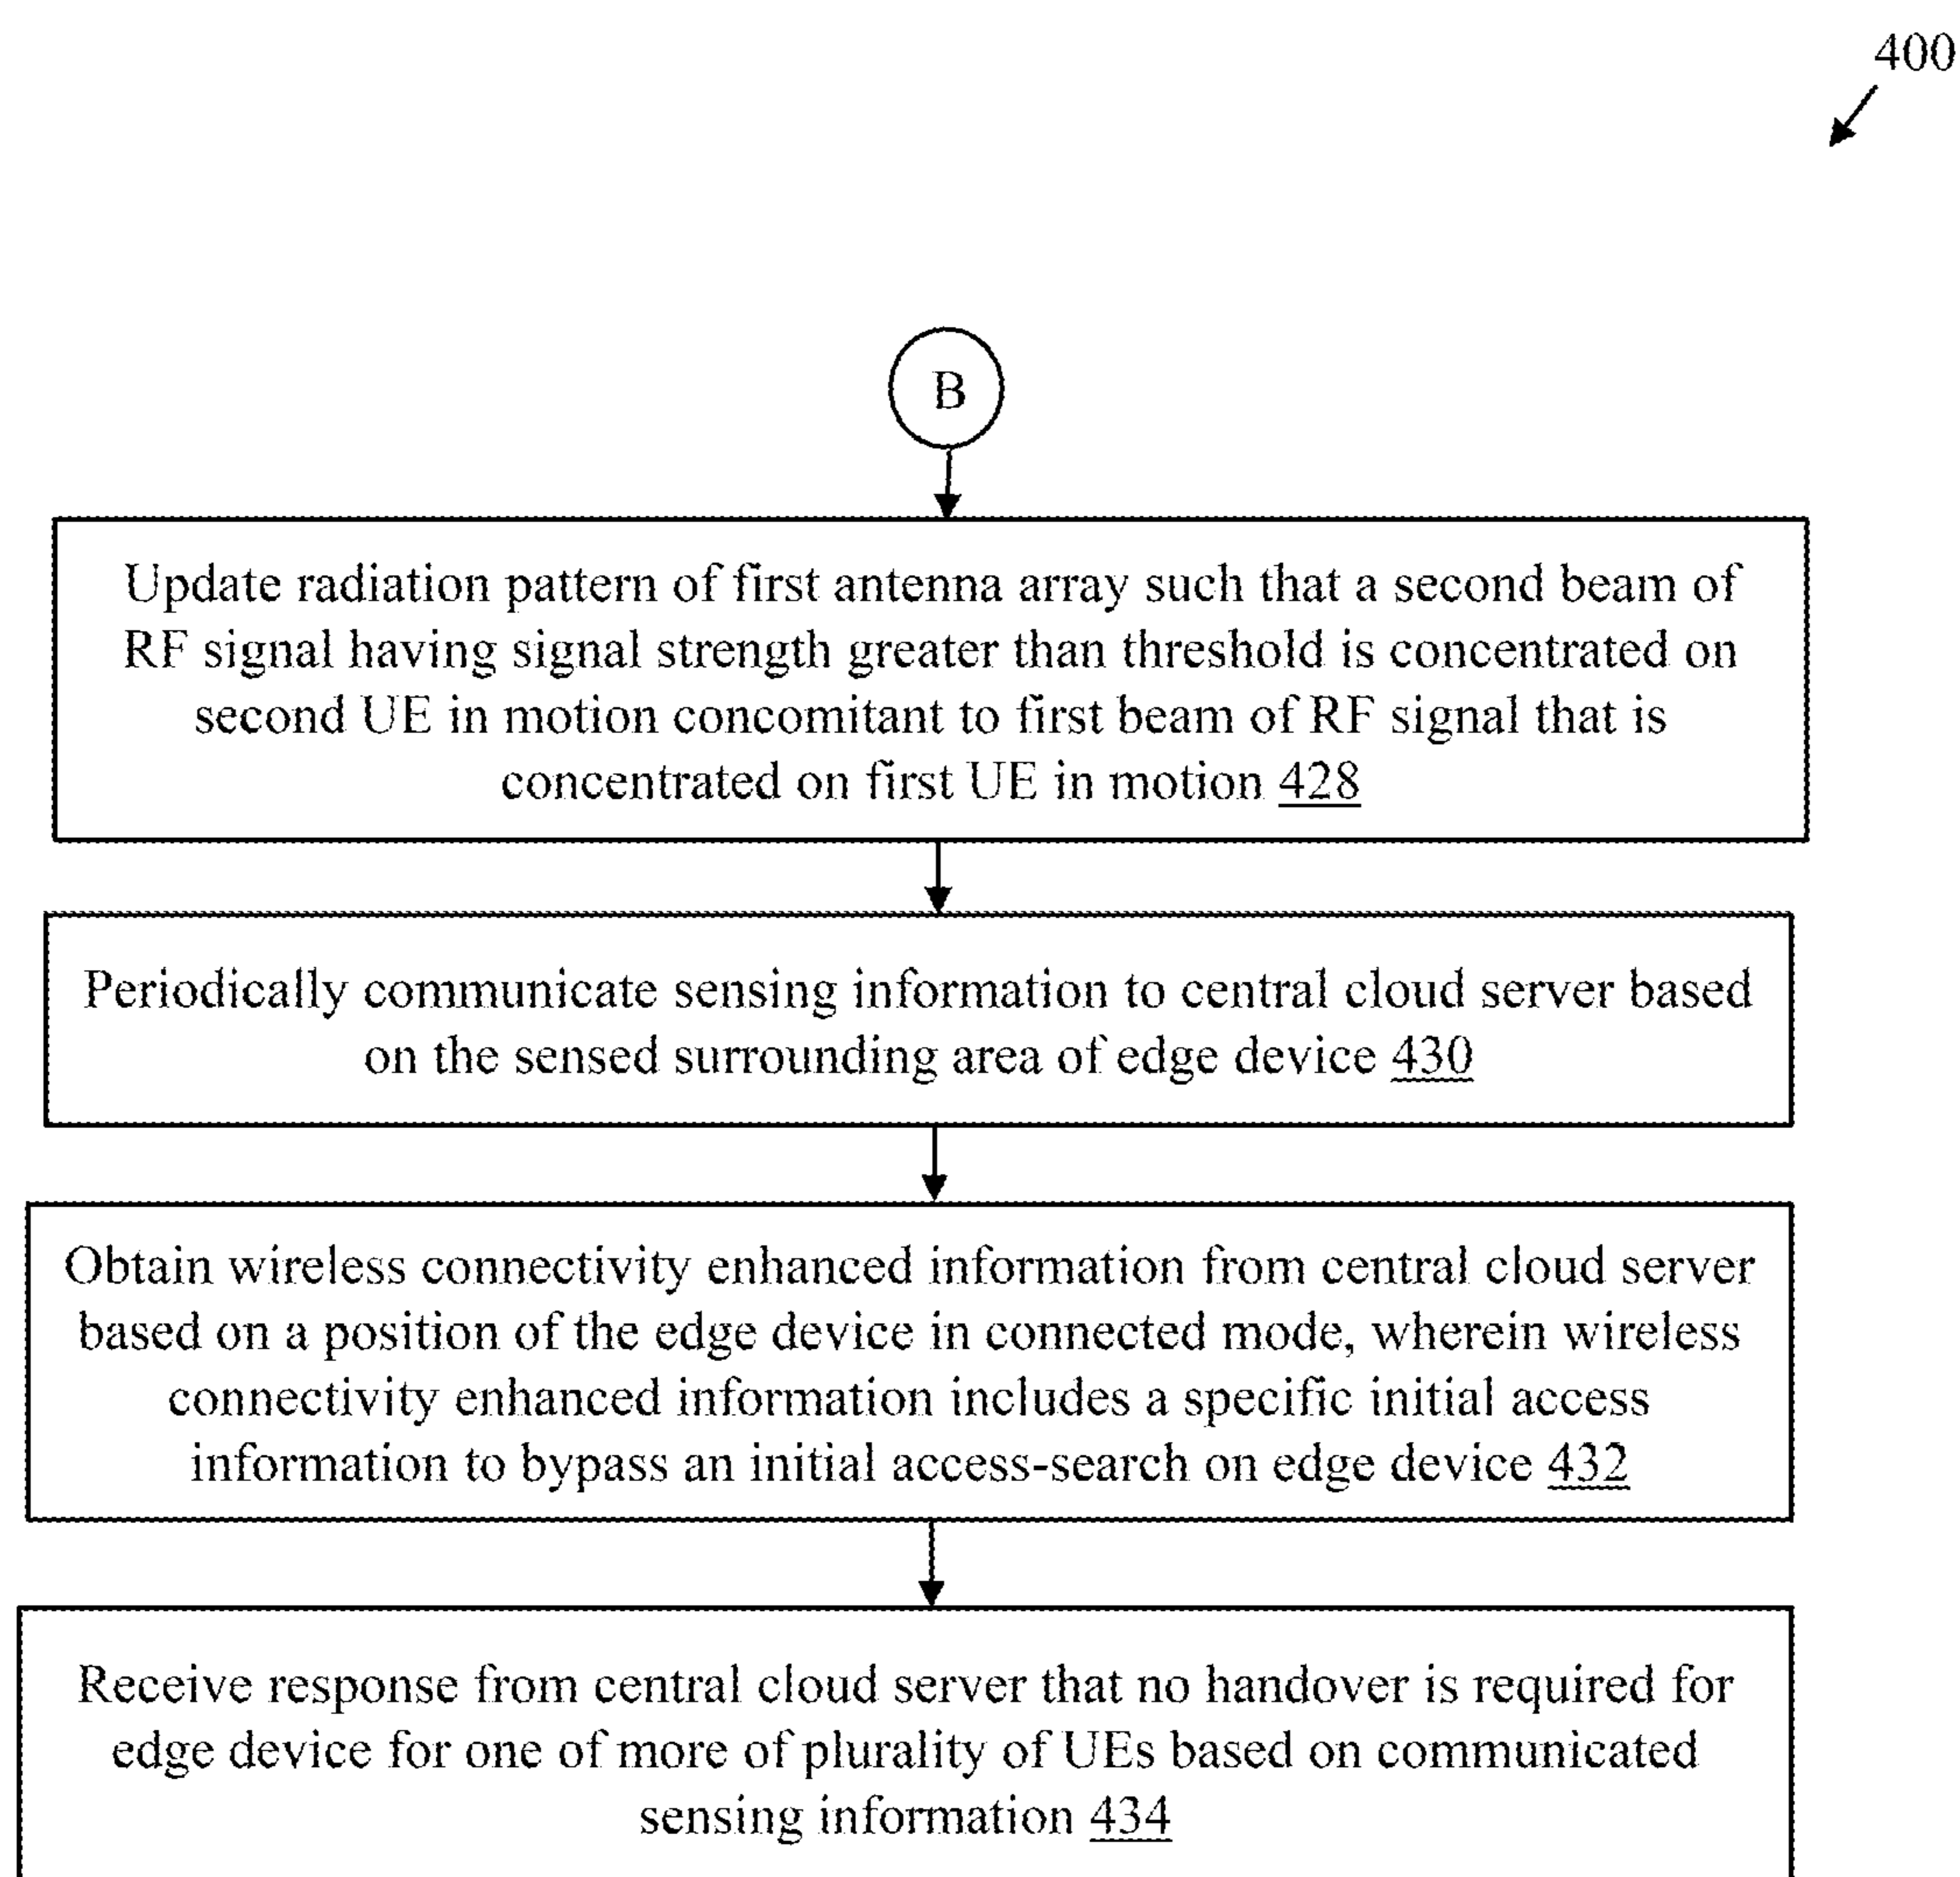 400
B
Update radiation pattern of first antenna array such that a second beam of
RF signal having signal strength greater than threshold is concentrated on
second UE in motion concomitant to first beam of RF signal that is
concentrated on first UE in motion 428
Periodically communicate sensing information to central cloud server based
on the sensed surrounding area of edge device 430
Obtain wireless connectivity enhanced information from central cloud server
based on a position of the edge device in connected mode, wherein wireless
connectivity enhanced information includes a specific initial access
information to bypass an initial access-search on edge device 432
Receive response from central cloud server that no handover is required for
edge device for one of more of plurality of UEs based on communicated
sensing information 434